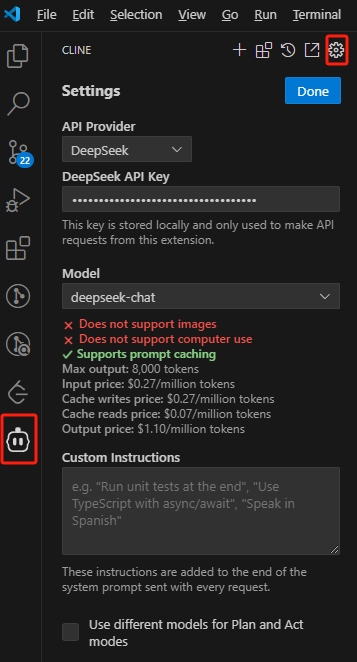 File Edit View Go Run Terminal
CLINE
Settings
Done
API Provider
DeepSeek
DeepSeek API Key
••••••••••••••••••••••••••••••••••
This key is stored locally and only used to make API
requests from this extension.
22
Model
deepseek-chat
✕ Does not support images
✕ Does not support computer use
✓ Supports prompt caching
Max output: 8,000 tokens
Input price: $0.27/million tokens
Cache writes price: $0.27/million tokens
Cache reads price: $0.07/million tokens
Output price: $1.10/million tokens
Custom Instructions
e.g. "Run unit tests at the end", "Use
TypeScript with async/await", "Speak in
Spanish"
These instructions are added to the end of the
system prompt sent with every request.
Use different models for Plan and Act
modes